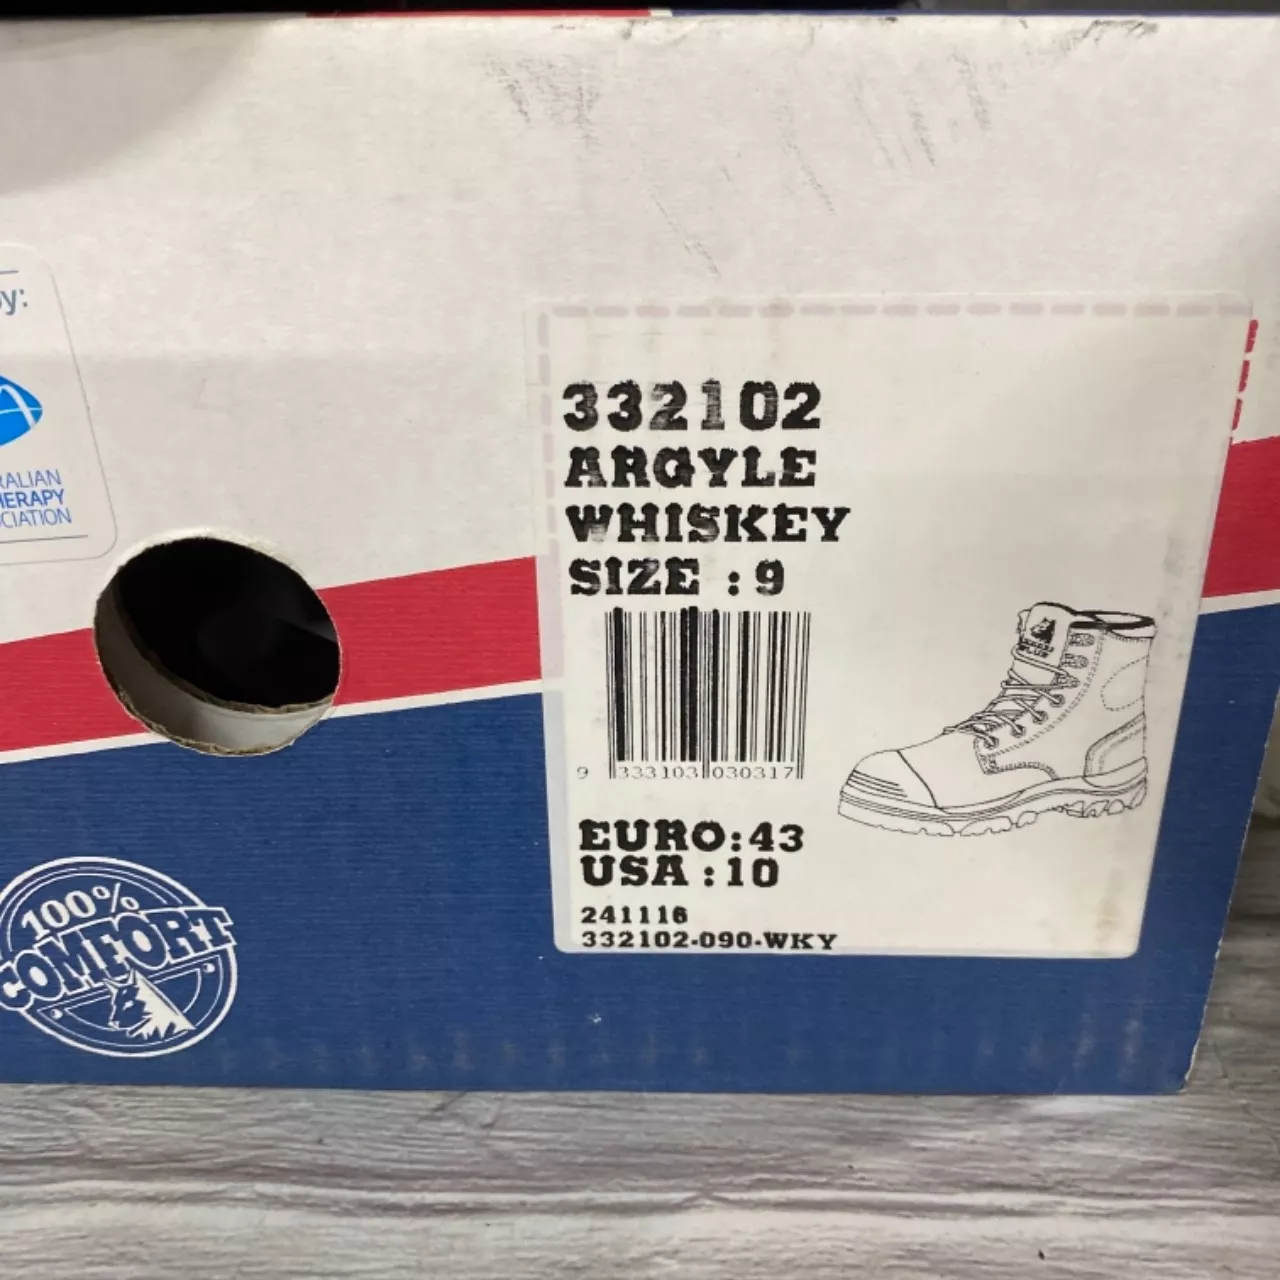 y:
RALIAN
HERAPY
CIATION
332102
ARGYLE
WHISKEY
SIZE : 9
9 333103 030317
EURO:43
USA :10
241116
332102-090-WKY
100%
COMFORT